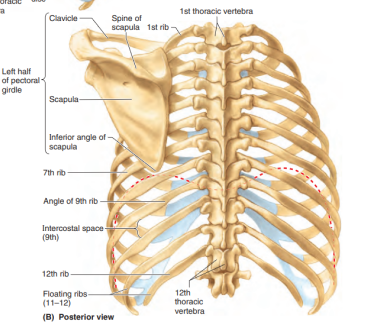 Clavicle
Spine of
scapula
1st rib
1st thoracic vertebra
Left half
of pectoral
girdle
Scapula
Inferior angle of
scapula
7th rib
Angle of 9th rib
Intercostal space
(9th)
12th rib
Floating ribs
(11–12)
12th
thoracic
vertebra
(B) Posterior view